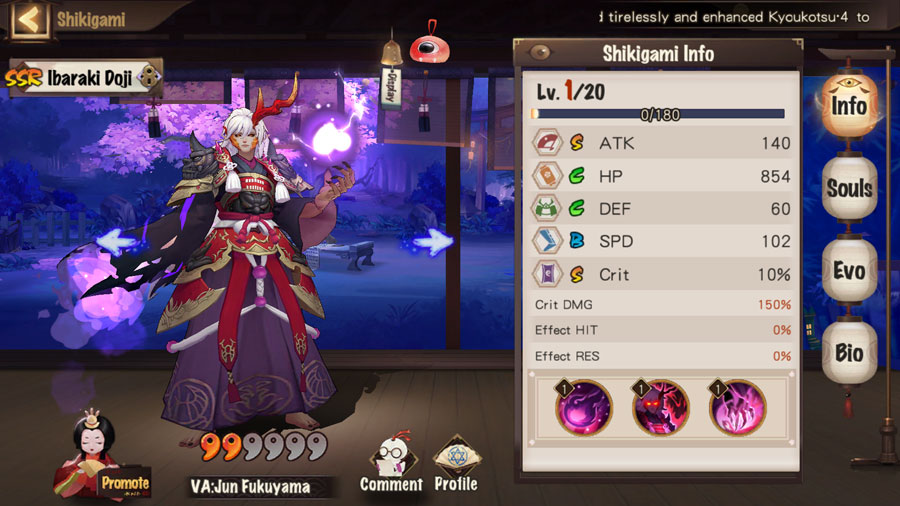 Shikigami
d tirelessly and enhanced Kyoukotsu·4 to
SSR Ibaraki Doji
Display
Shikigami Info
Lv. 1/20
0/180
S ATK 140
C HP 854
C DEF 60
B SPD 102
S Crit 10%
Crit DMG 150%
Effect HIT 0%
Effect RES 0%
1 1 1
Info
Souls
Evo
Bio
Promote
VA:Jun Fukuyama
Comment
Profile